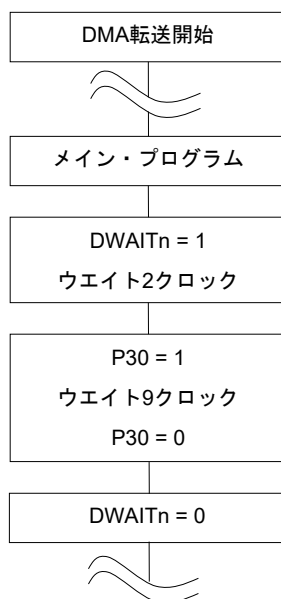 DMA転送開始
メイン・プログラム
DWAITn = 1
ウエイト2クロック
P30 = 1
ウエイト9クロック
P30 = 0
DWAITn = 0